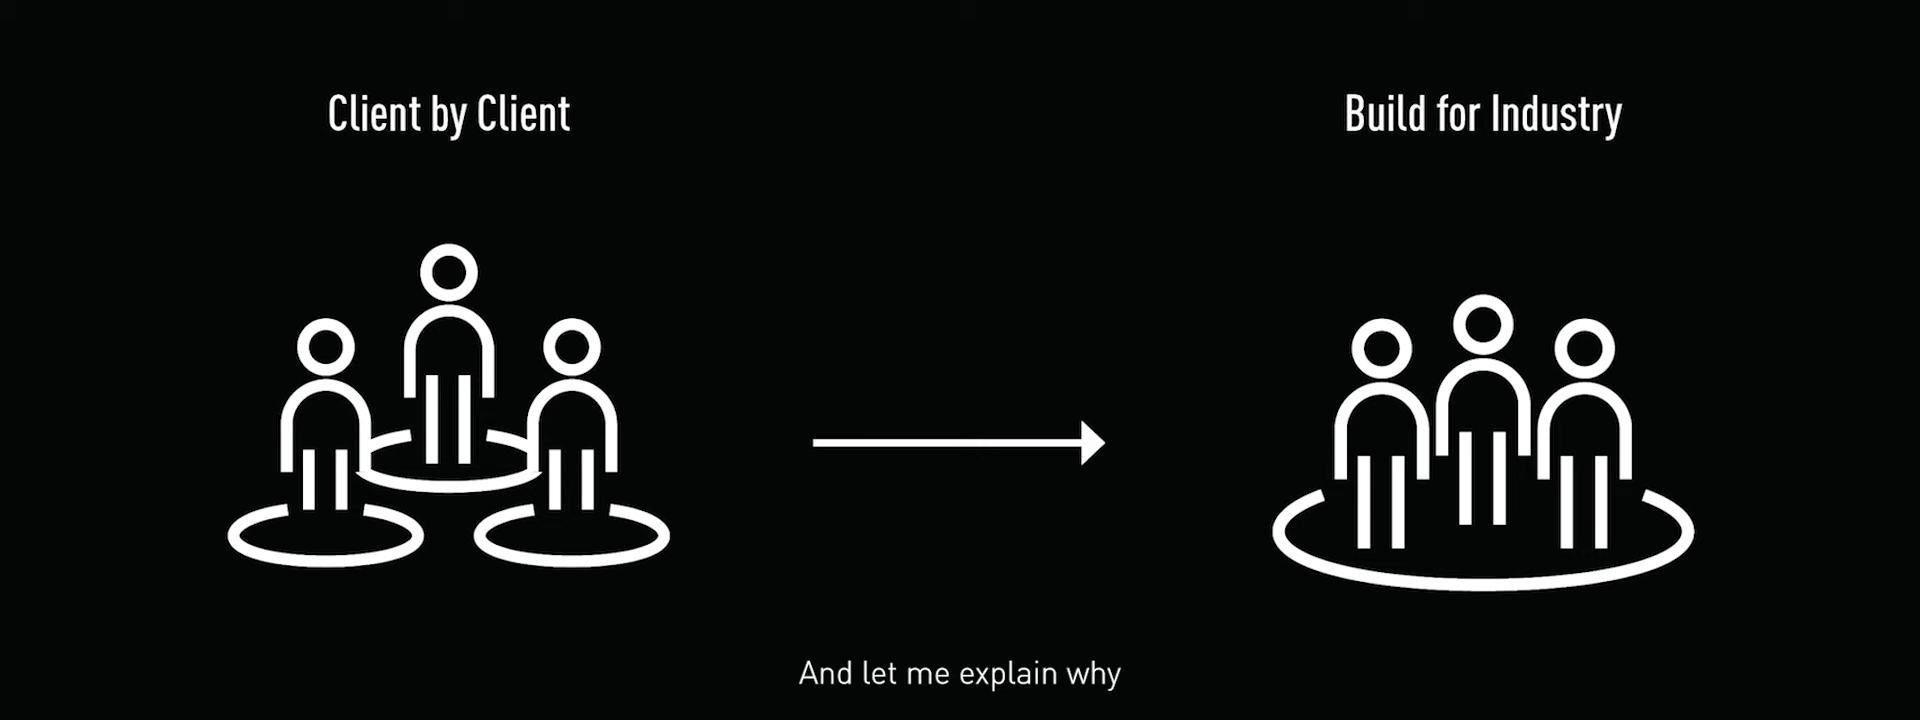 Client by Client
Build for Industry
And let me explain why